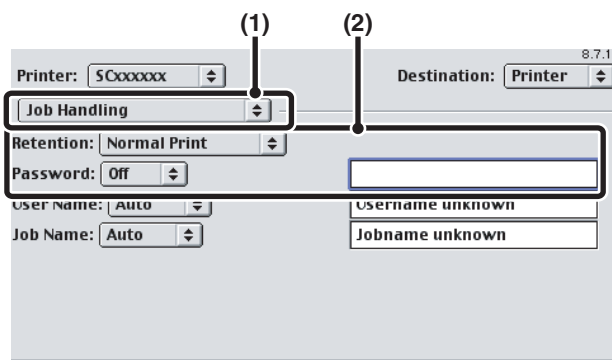 (1) (2)
8.7.1
Printer: SCxxxxxx Destination: Printer
Job Handling
Retention: Normal Print
Password: Off
User Name: Auto Username unknown
Job Name: Auto Jobname unknown